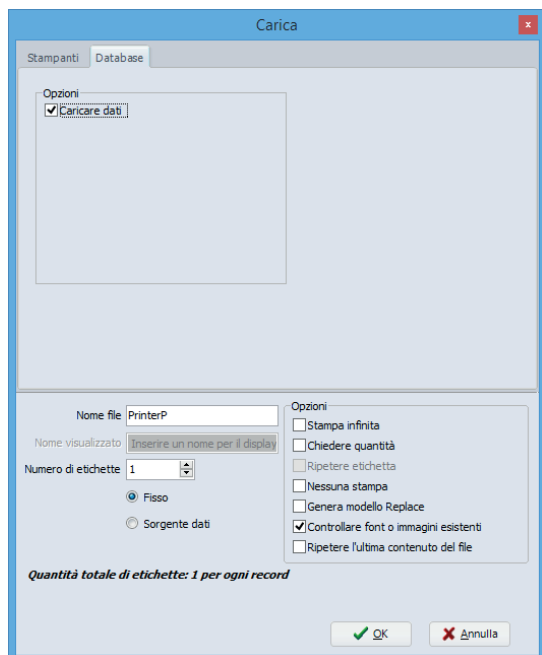 Carica
x
Stampanti Database
Opzioni
Caricare dati
Nome file PrinterP
Nome visualizzato Inserire un nome per il display
Numero di etichette 1
Fisso
Sorgente dati
Opzioni
Stampa infinita
Chiedere quantità
Ripetere etichetta
Nessuna stampa
Genera modello Replace
Controllare font o immagini esistenti
Ripetere l'ultima contenuto del file
Quantità totale di etichette: 1 per ogni record
OK Annulla